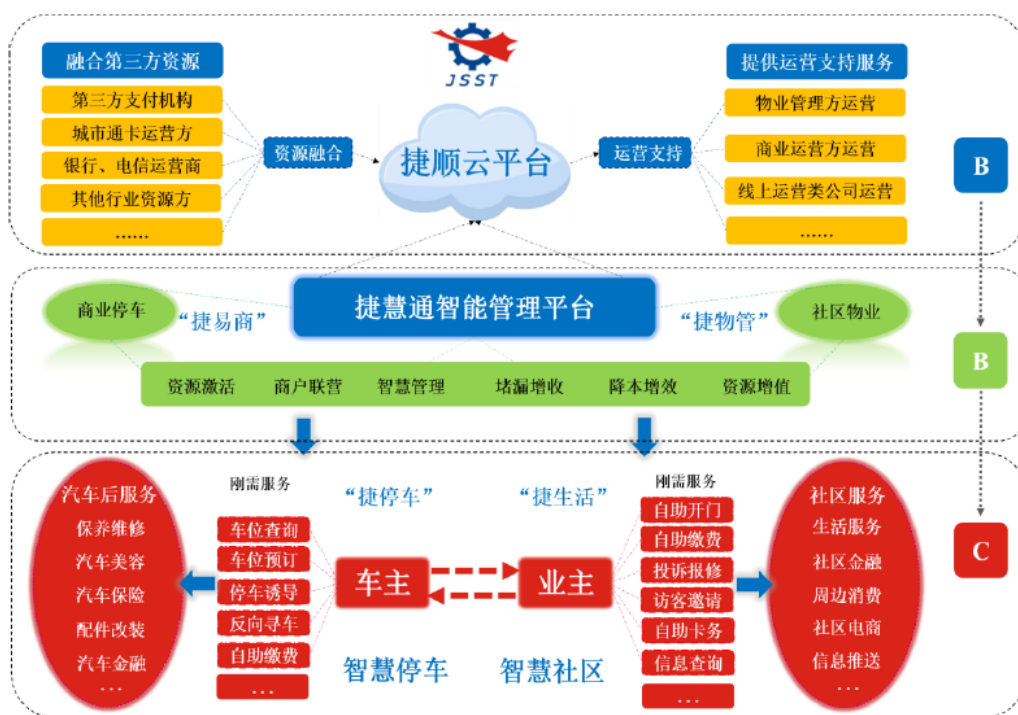 融合第三方资源
第三方支付机构
城市通卡运营方
银行、电信运营商
其他行业资源方
……
资源融合
JSST
捷顺云平台
运营支持
提供运营支持服务
物业管理方运营
商业运营方运营
线上运营类公司运营
……
B
商业停车
“捷易商”
捷慧通智能管理平台
“捷物管”
社区物业
资源激活 商户联营 智慧管理 堵漏增收 降本增效 资源增值
B
汽车后服务
保养维修
汽车美容
汽车保险
配件改装
汽车金融
...
刚需服务
车位查询
车位预订
停车诱导
反向寻车
自助缴费
...
“捷停车”
车主
智慧停车
“捷生活”
业主
智慧社区
刚需服务
自助开门
自助缴费
投诉报修
访客邀请
自助卡务
信息查询
...
社区服务
生活服务
社区金融
周边消费
社区电商
信息推送
...
C